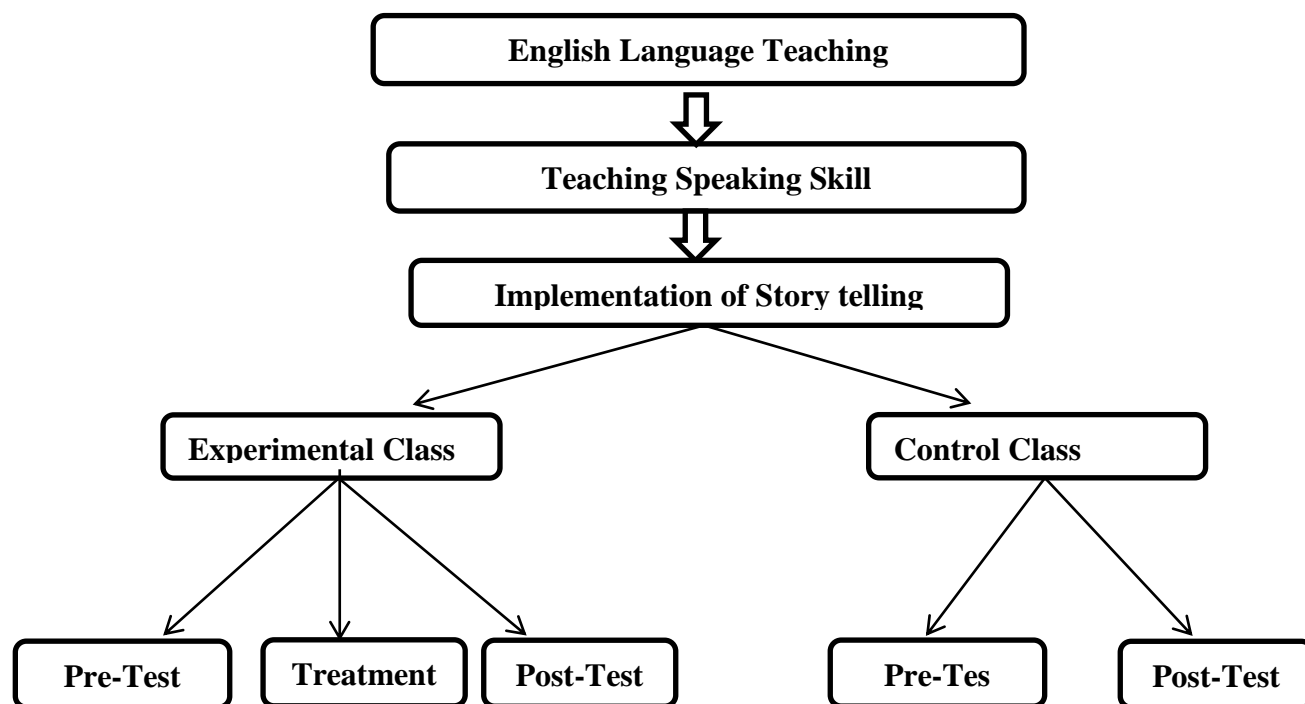 English Language Teaching
Teaching Speaking Skill
Implementation of Story telling
Experimental Class
Control Class
Pre-Test
Treatment
Post-Test
Pre-Tes
Post-Test